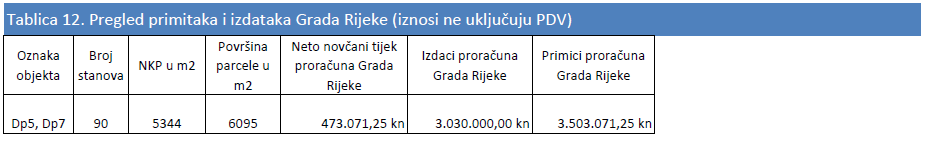 Tablica 12. Pregled primitaka i izdataka Grada Rijeke (iznosi ne uključuju PDV)
Oznaka objekta Broj stanova NKP u m2 Površina parcele u m2 Neto novčani tijek proračuna Grada Rijeke Izdaci proračuna Grada Rijeke Primici proračuna Grada Rijeke
Dp5, Dp7 90 5344 6095 473.071,25 kn 3.030.000,00 kn 3.503.071,25 kn